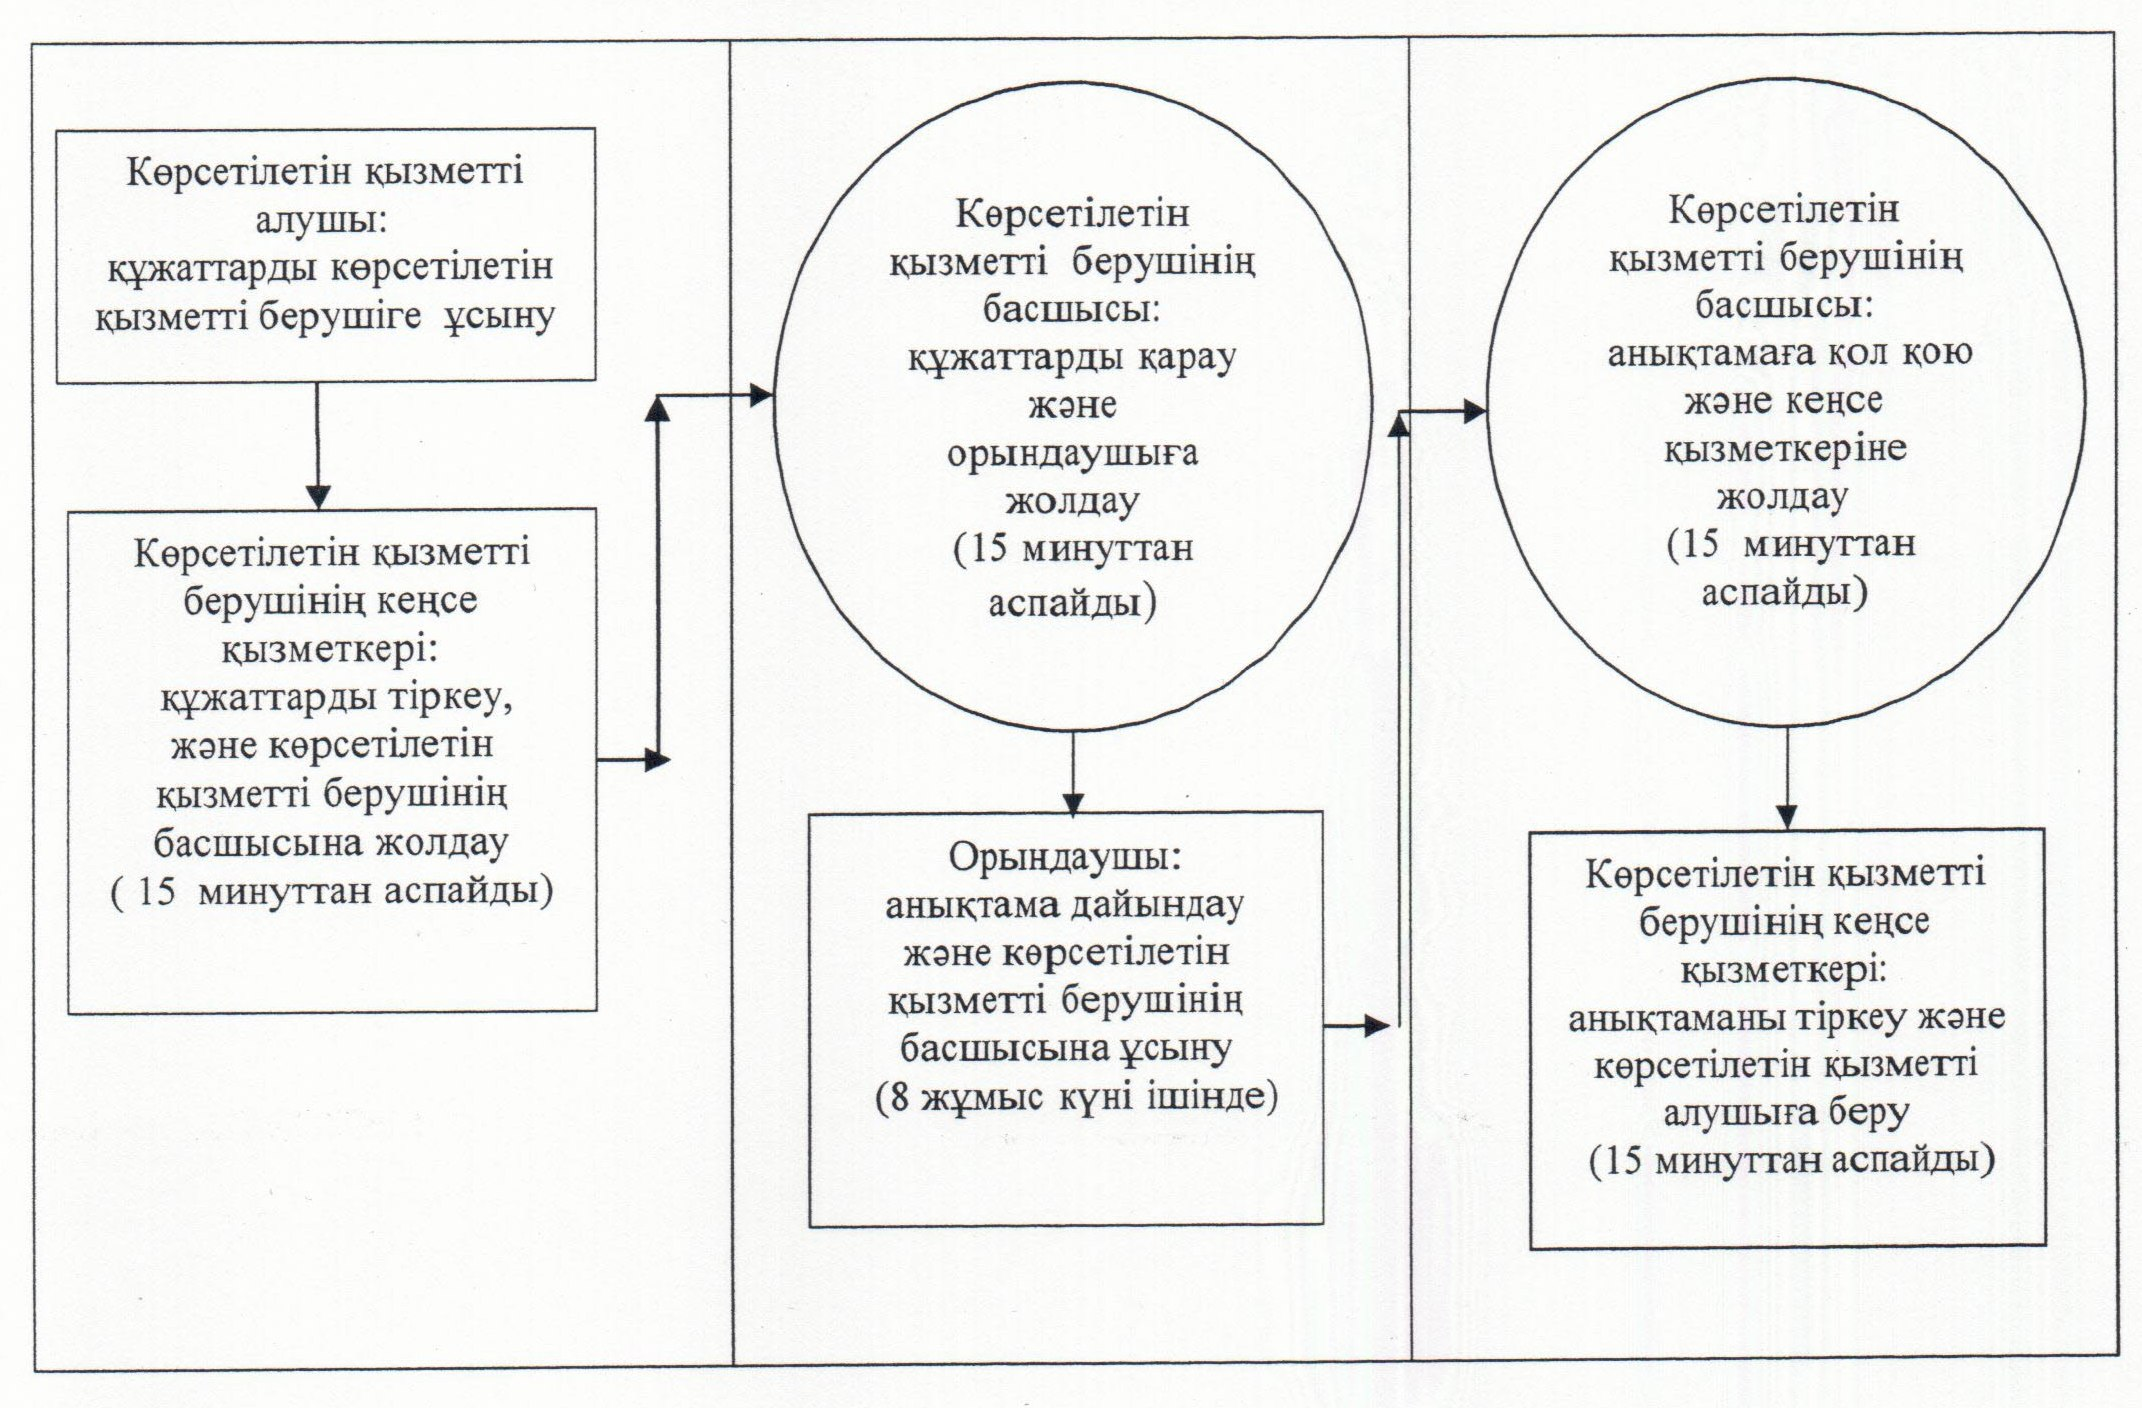 Көрсетілетін қызметті
алушы:
құжаттарды көрсетілетін
қызметті берушіге ұсыну
Көрсетілетін қызметті
берушінің кеңсе
қызметкері:
құжаттарды тіркеу,
және көрсетілетін
қызметті берушінің
басшысына жолдау
( 15 минуттан аспайды)
Көрсетілетін
қызметті берушінің
басшысы:
құжаттарды қарау
және
орындаушыға
жолдау
(15 минуттан
аспайды)
Орындаушы:
анықтама дайындау
және көрсетілетін
қызметті берушінің
басшысына ұсыну
(8 жұмыс күні ішінде)
Көрсетілетін
қызметті берушінің
басшысы:
анықтамаға қол қою
және кеңсе
қызметкеріне
жолдау
(15 минуттан
аспайды)
Көрсетілетін қызметті
берушінің кеңсе
қызметкері:
анықтаманы тіркеу және
көрсетілетін қызметті
алушыға беру
(15 минуттан аспайды)